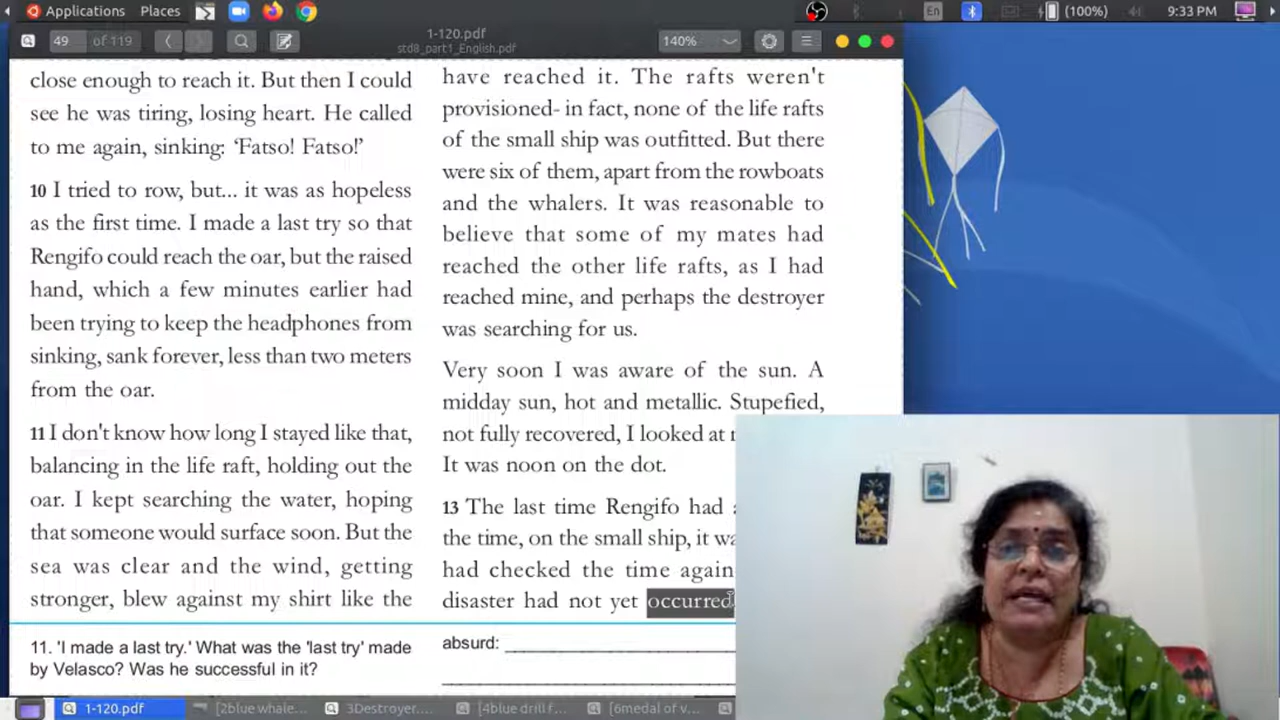 Applications Places
En
(100%)
9:33 PM
49 of 119
1-120.pdf
std8_part1_English.pdf
140%
close enough to reach it. But then I could
see he was tiring, losing heart. He called
to me again, sinking: 'Fatso! Fatso!'
10 I tried to row, but... it was as hopeless
as the first time. I made a last try so that
Rengifo could reach the oar, but the raised
hand, which a few minutes earlier had
been trying to keep the headphones from
sinking, sank forever, less than two meters
from the oar.
11 I don't know how long I stayed like that,
balancing in the life raft, holding out the
oar. I kept searching the water, hoping
that someone would surface soon. But the
sea was clear and the wind, getting
stronger, blew against my shirt like the
11. 'I made a last try.' What was the 'last try' made
by Velasco? Was he successful in it?
have reached it. The rafts weren't
provisioned- in fact, none of the life rafts
of the small ship was outfitted. But there
were six of them, apart from the rowboats
and the whalers. It was reasonable to
believe that some of my mates had
reached the other life rafts, as I had
reached mine, and perhaps the destroyer
was searching for us.
Very soon I was aware of the sun. A
midday sun, hot and metallic. Stupefied,
not fully recovered, I looked at
It was noon on the dot.
13 The last time Rengifo had
the time, on the small ship, it
had checked the time again
disaster had not yet occurred
absurd:
1-120.pdf
[2blue whale...
3Destroyer....
[4blue drill f...
[6medal of v...